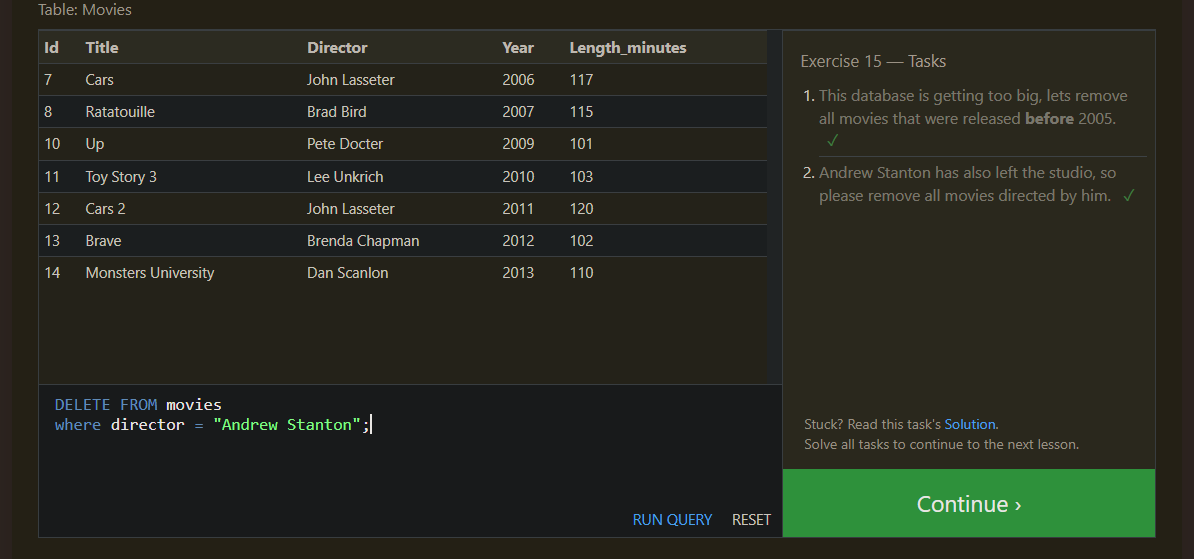 Table: Movies
Id Title Director Year Length_minutes
7 Cars John Lasseter 2006 117
8 Ratatouille Brad Bird 2007 115
10 Up Pete Docter 2009 101
11 Toy Story 3 Lee Unkrich 2010 103
12 Cars 2 John Lasseter 2011 120
13 Brave Brenda Chapman 2012 102
14 Monsters University Dan Scanlon 2013 110
DELETE FROM movies
where director = "Andrew Stanton";
RUN QUERY RESET
Exercise 15 — Tasks
1. This database is getting too big, lets remove
all movies that were released before 2005.
✓
2. Andrew Stanton has also left the studio, so
please remove all movies directed by him. ✓
Stuck? Read this task's Solution.
Solve all tasks to continue to the next lesson.
Continue ›